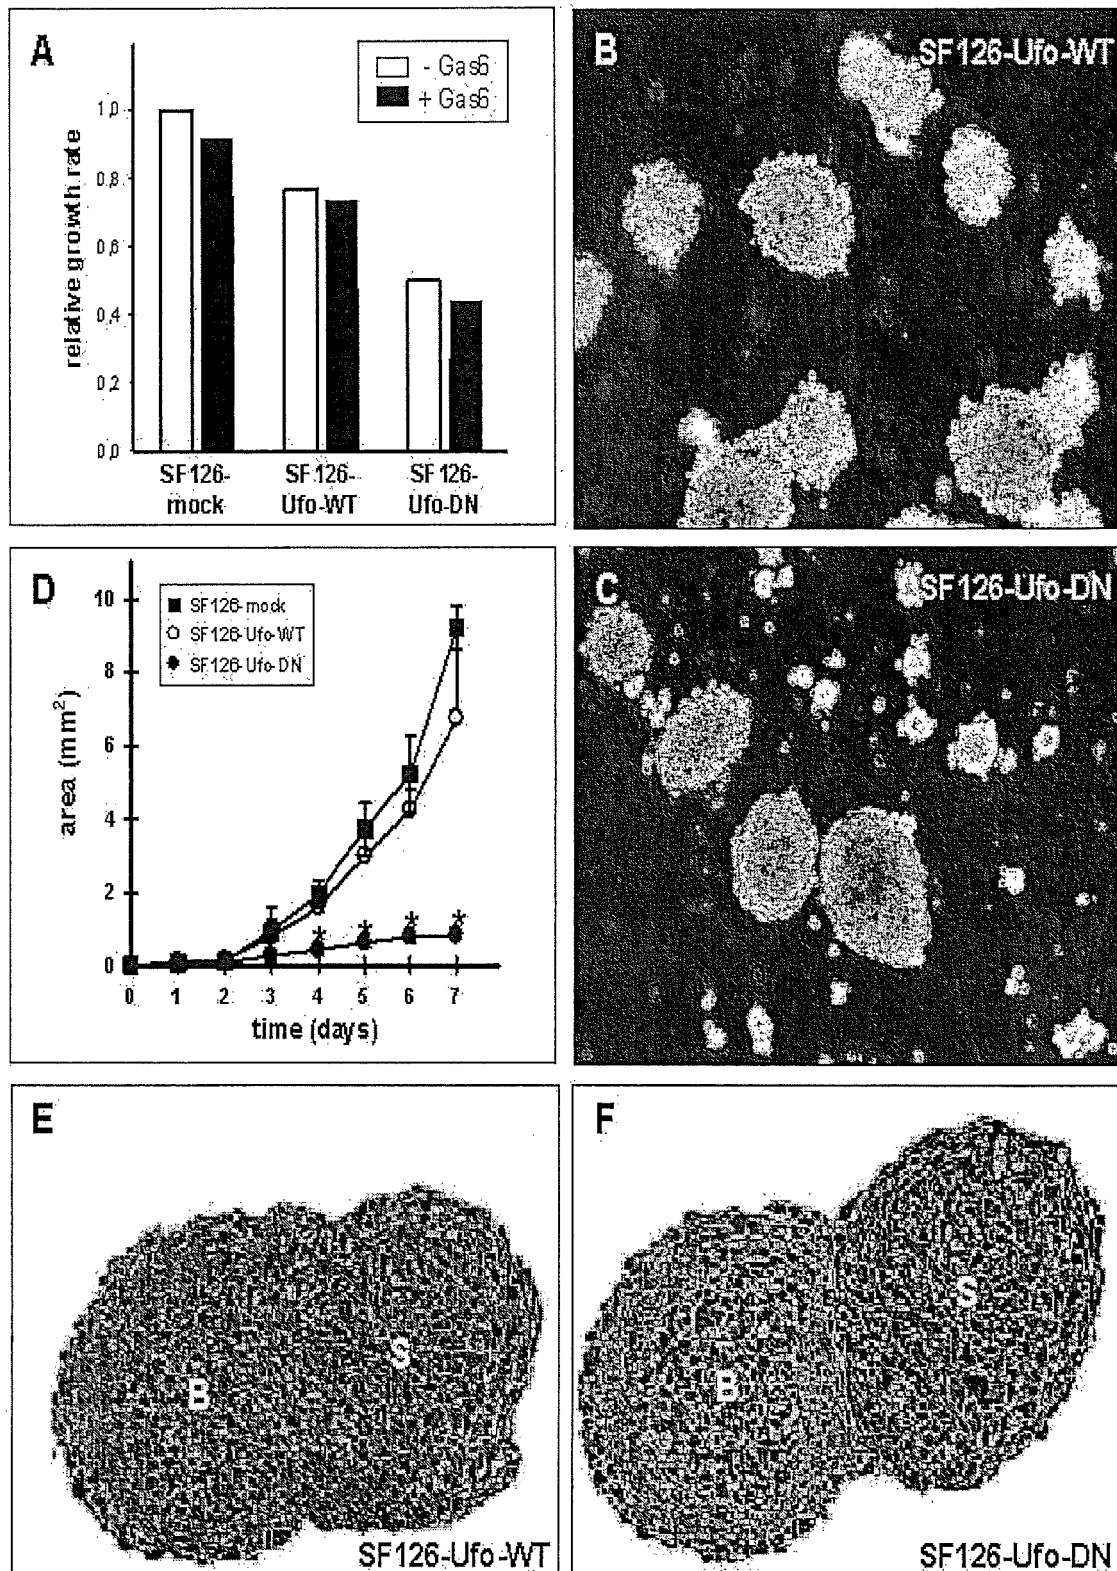 A
- Gas6
+ Gas6
relative growth rate
1,0
0,8
0,6
0,4
0,2
0,0
SF126-
mock
SF126-
Ufo-WT
SF126-
Ufo-DN
B
SF126-Ufo-WT
D
SF126-mock
SF126-Ufo-WT
SF126-Ufo-DN
area (mm²)
10
8
6
4
2
0
* * * *
0 1 2 3 4 5 6 7
time (days)
C
SF126-Ufo-DN
E
B
S
SF126-Ufo-WT
F
B
S
SF126-Ufo-DN